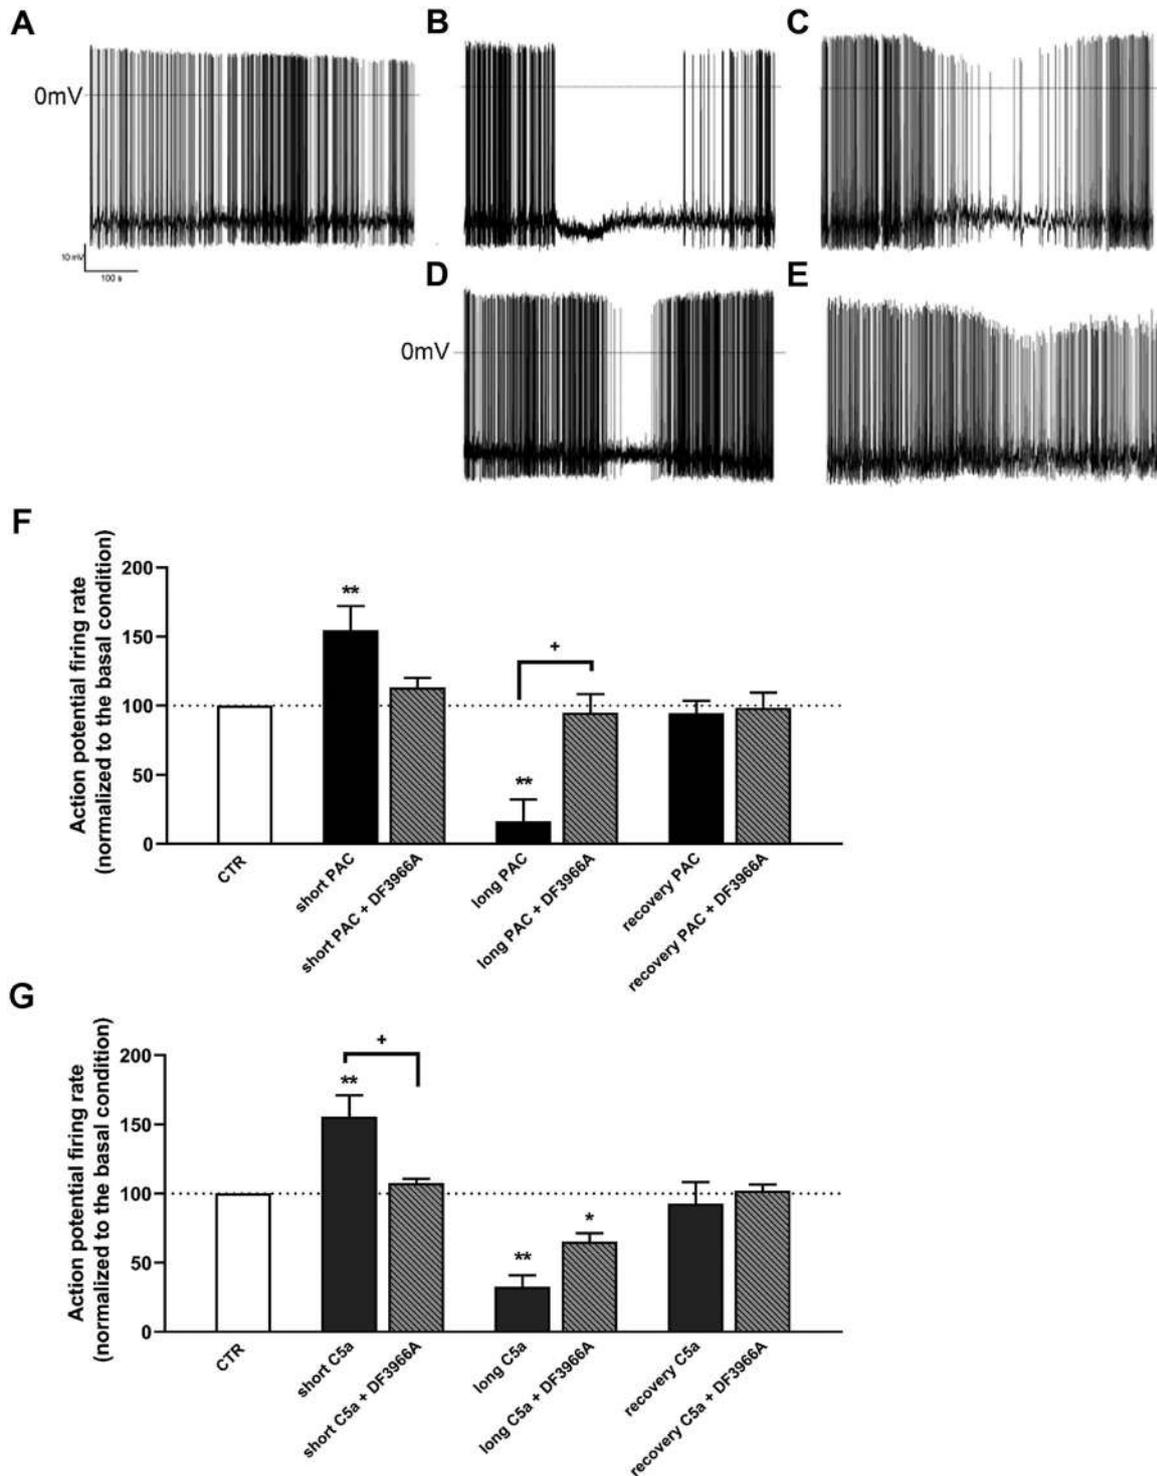 A
B
C
0mV
10 mV
100 s
D
E
0mV
F
Action potential firing rate
(normalized to the basal condition)
200
150
100
50
0
**
+
**
CTR
short PAC
short PAC + DF3966A
long PAC
long PAC + DF3966A
recovery PAC
recovery PAC + DF3966A
G
Action potential firing rate
(normalized to the basal condition)
200
150
100
50
0
+
**
**
*
CTR
short C5a
short C5a + DF3966A
long C5a
long C5a + DF3966A
recovery C5a
recovery C5a + DF3966A